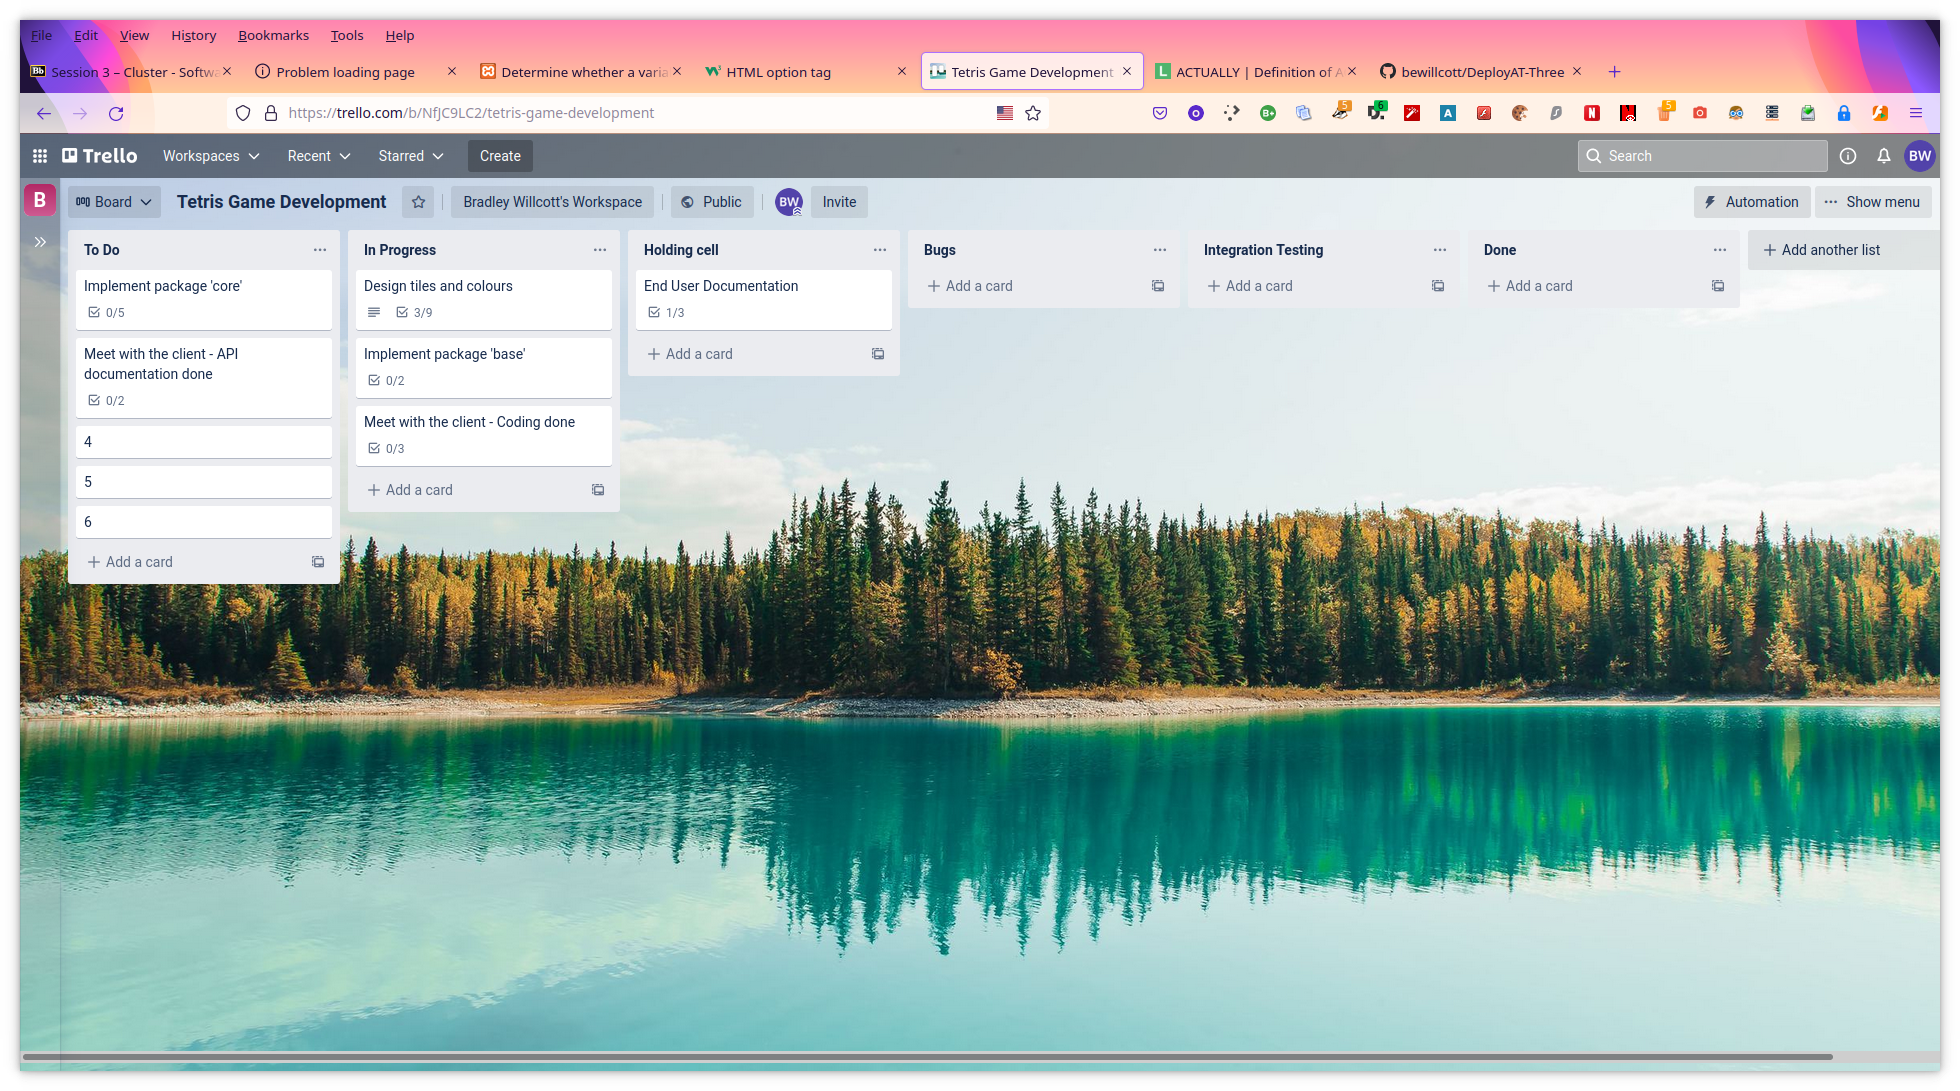 File Edit View History Bookmarks Tools Help
Session 3 – Cluster - Softwa
Problem loading page
Determine whether a varia
HTML option tag
Tetris Game Development
ACTUALLY | Definition of A
bewillcott/DeployAT-Three
https://trello.com/b/NfJC9LC2/tetris-game-development
Trello Workspaces Recent Starred Create Search BW
B Board Tetris Game Development Bradley Willcott's Workspace Public BW Invite Automation Show menu
To Do
Implement package 'core'
0/5
Meet with the client - API
documentation done
0/2
4
5
6
Add a card
In Progress
Design tiles and colours
3/9
Implement package 'base'
0/2
Meet with the client - Coding done
0/3
Add a card
Holding cell
End User Documentation
1/3
Add a card
Bugs
Add a card
Integration Testing
Add a card
Done
Add a card
Add another list